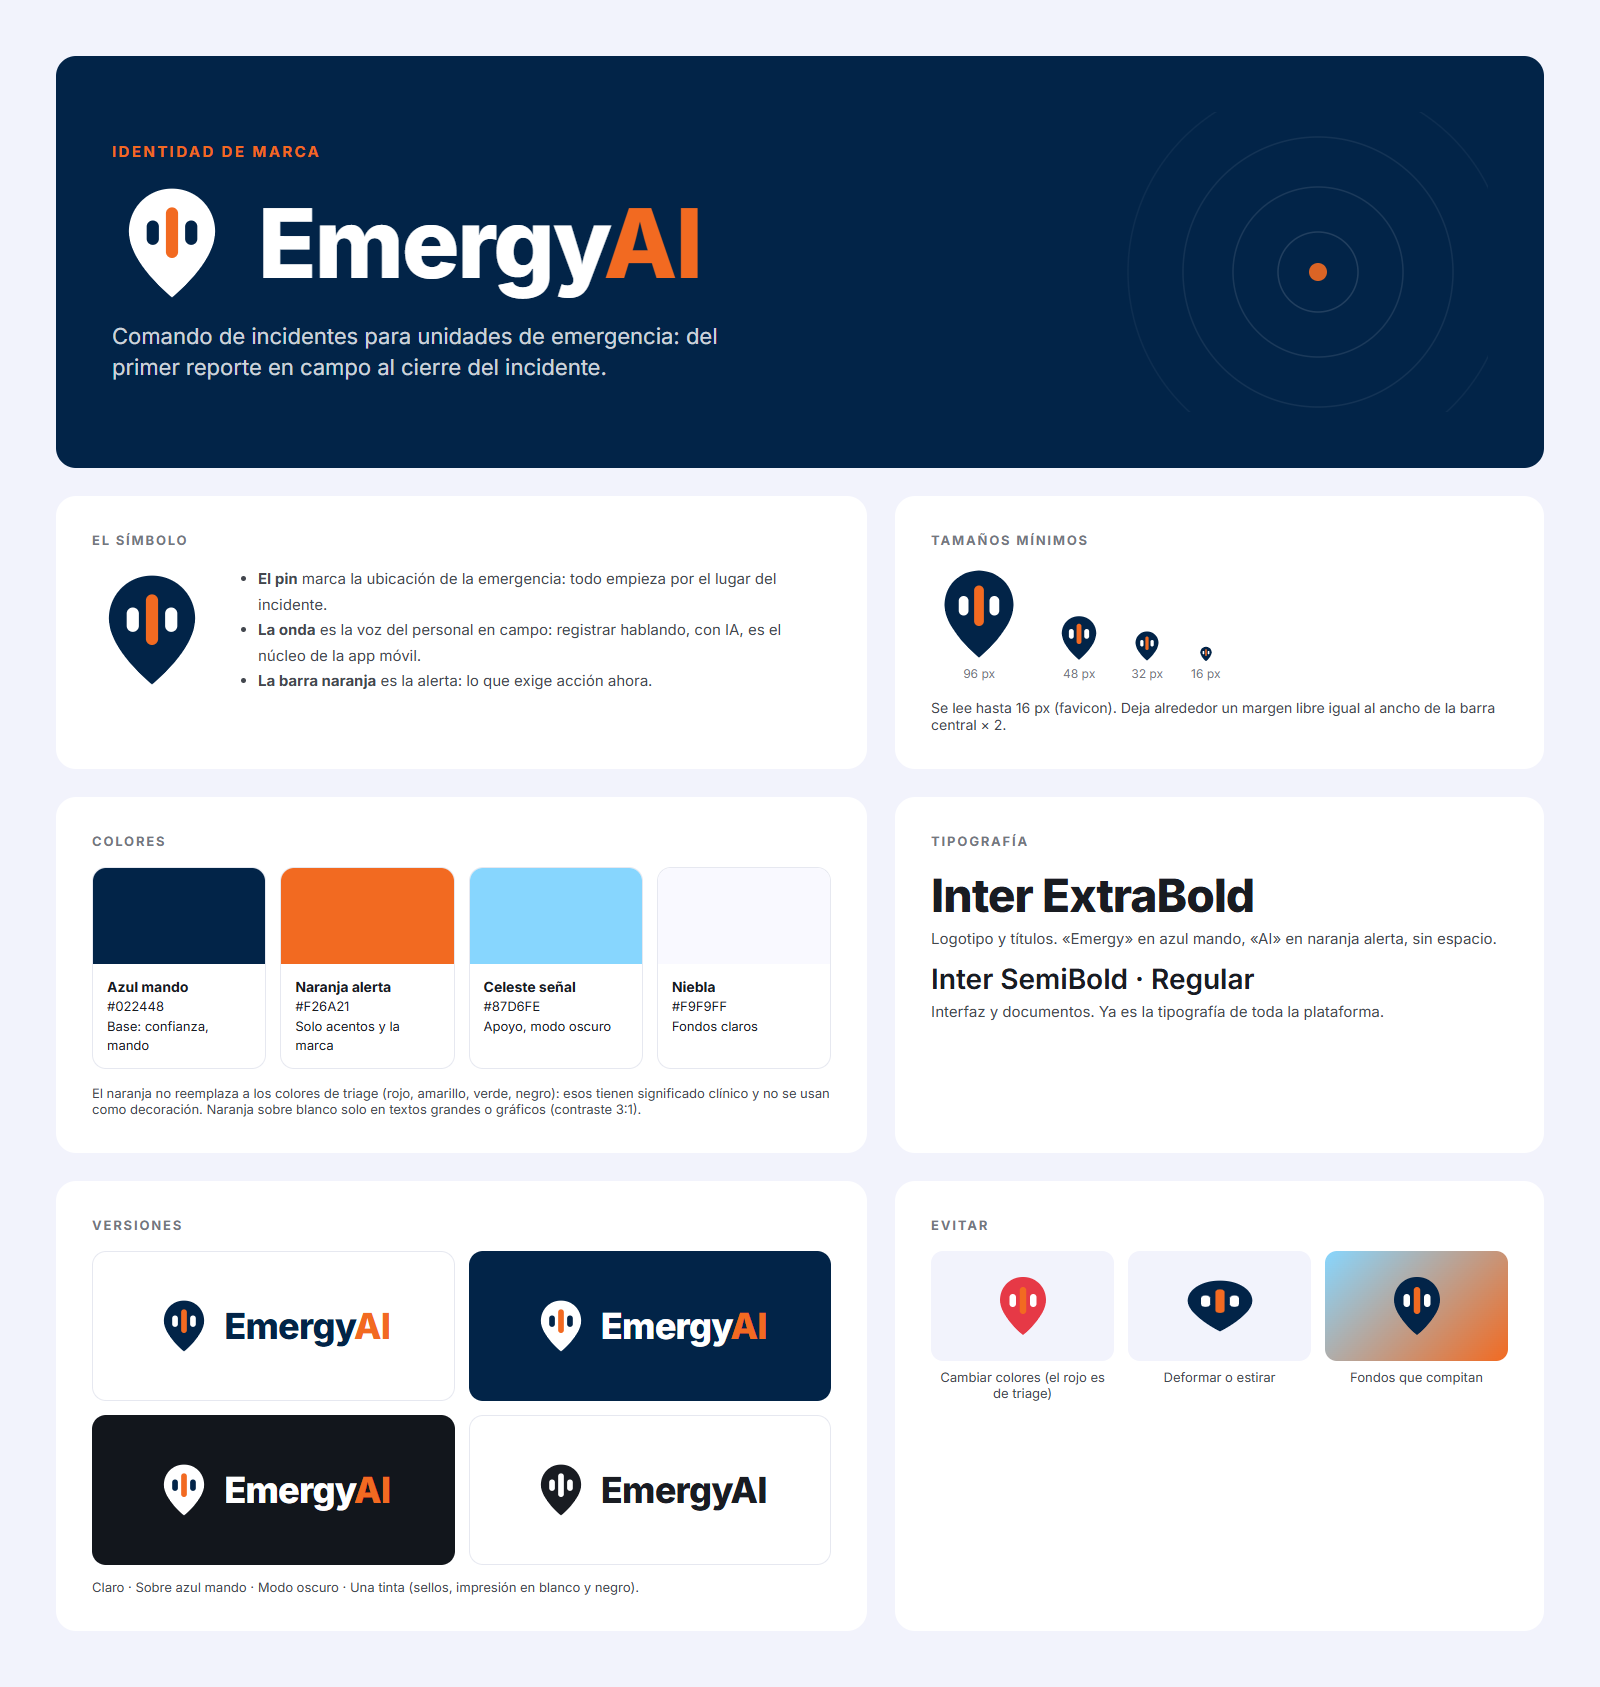 IDENTIDAD DE MARCA
EmergyAI
Comando de incidentes para unidades de emergencia: del
primer reporte en campo al cierre del incidente.
EL SÍMBOLO
• El pin marca la ubicación de la emergencia: todo empieza por el lugar del
incidente.
• La onda es la voz del personal en campo: registrar hablando, con IA, es el
núcleo de la app móvil.
• La barra naranja es la alerta: lo que exige acción ahora.
TAMAÑOS MÍNIMOS
96 px 48 px 32 px 16 px
Se lee hasta 16 px (favicon). Deja alrededor un margen libre igual al ancho de la barra
central × 2.
COLORES
Azul mando
#022448
Base: confianza,
mando
Naranja alerta
#F26A21
Solo acentos y la
marca
Celeste señal
#87D6FE
Apoyo, modo oscuro
Niebla
#F9F9FF
Fondos claros
El naranja no reemplaza a los colores de triage (rojo, amarillo, verde, negro): esos tienen significado clínico y no se usan
como decoración. Naranja sobre blanco solo en textos grandes o gráficos (contraste 3:1).
TIPOGRAFÍA
Inter ExtraBold
Logotipo y títulos. «Emergy» en azul mando, «AI» en naranja alerta, sin espacio.
Inter SemiBold · Regular
Interfaz y documentos. Ya es la tipografía de toda la plataforma.
VERSIONES
EmergyAI
EmergyAI
EmergyAI
EmergyAI
Claro · Sobre azul mando · Modo oscuro · Una tinta (sellos, impresión en blanco y negro).
EVITAR
Cambiar colores (el rojo es
de triage)
Deformar o estirar
Fondos que compitan